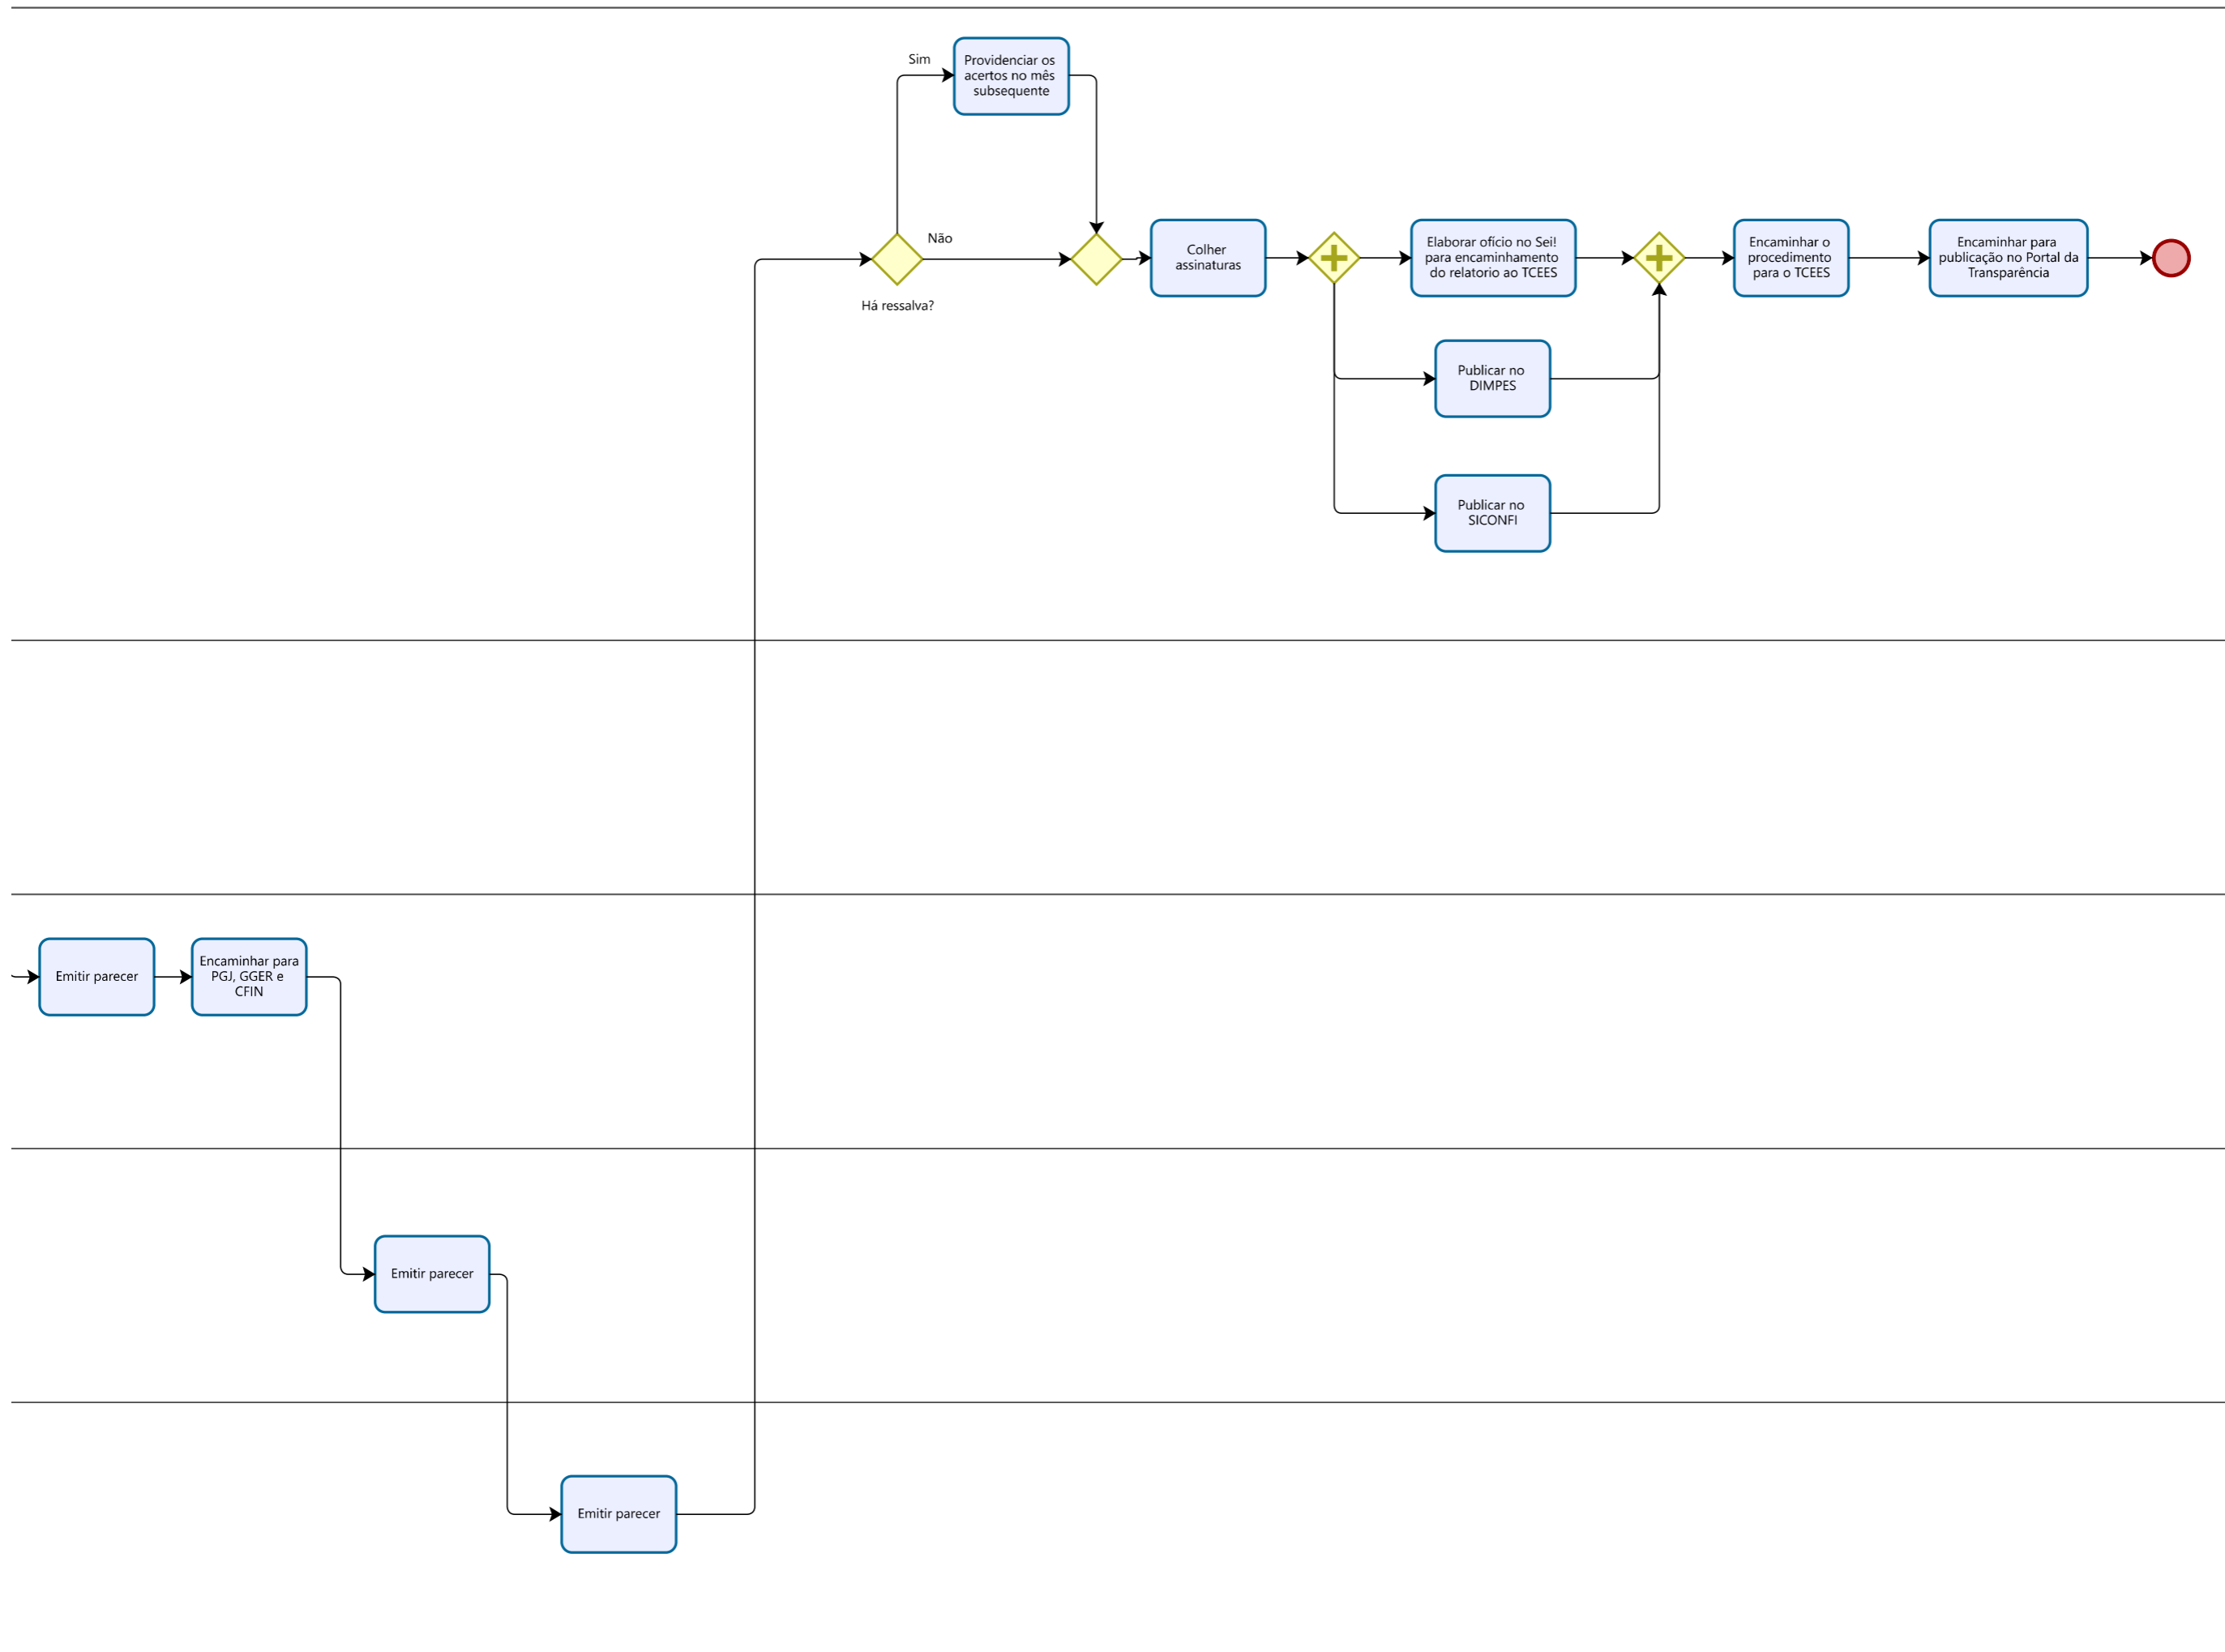 Sim
Providenciar os
acertos no mês
subsequente
Não
Há ressalva?
Colher
assinaturas
Elaborar ofício no Sei!
para encaminhamento
do relatorio ao TCEES
Encaminhar o
procedimento
para o TCEES
Encaminhar para
publicação no Portal da
Transparência
Publicar no
DIMPES
Publicar no
SICONFI
Emitir parecer
Encaminhar para
PGJ, GGER e
CFIN
Emitir parecer
Emitir parecer